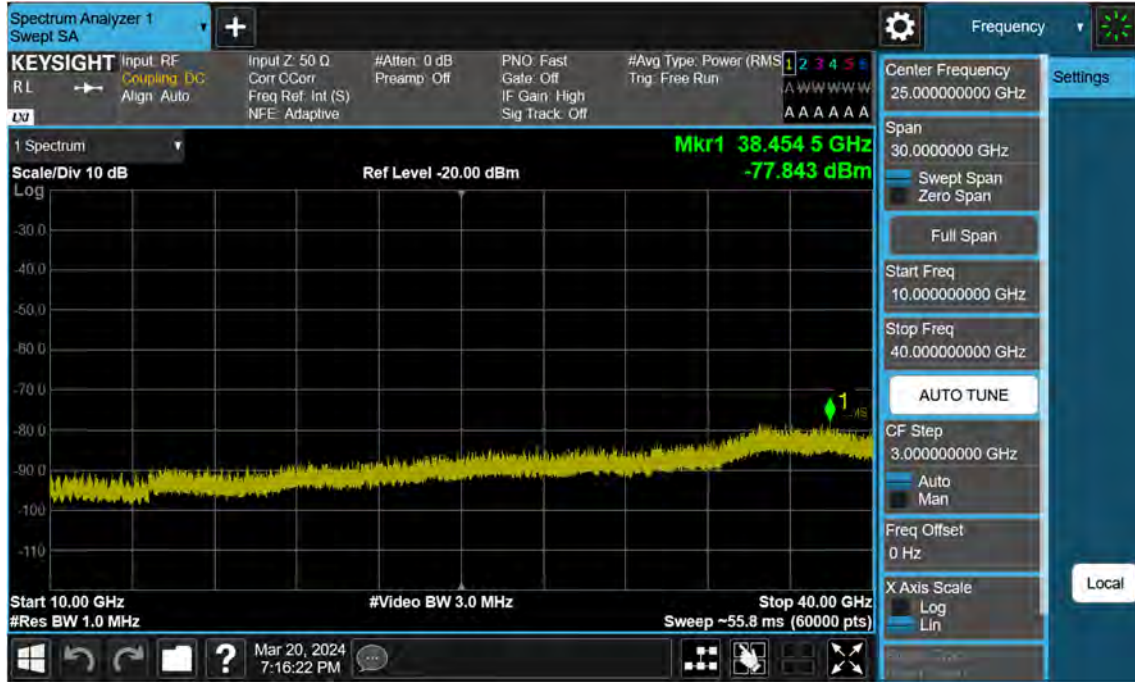 Spectrum Analyzer 1
Swept SA
Frequency
KEYSIGHT
RL
LXI
Input: RF
Coupling: DC
Align: Auto
Input Z: 50 Ω
Corr CCorr
Freq Ref: Int (S)
NFE: Adaptive
#Atten: 0 dB
Preamp: Off
PNO: Fast
Gate: Off
IF Gain: High
Sig Track: Off
#Avg Type: Power (RMS
Trig: Free Run
1 2 3 4 5 6
A W W W W W
A A A A A A
1 Spectrum
Scale/Div 10 dB
Log
Ref Level -20.00 dBm
Mkr1 38.454 5 GHz
-77.843 dBm
-30.0
-40.0
-50.0
-60.0
-70.0
-80.0
-90.0
-100
-110
1
Start 10.00 GHz
#Res BW 1.0 MHz
#Video BW 3.0 MHz
Stop 40.00 GHz
Sweep ~55.8 ms (60000 pts)
Mar 20, 2024
7:16:22 PM
?
Center Frequency
25.000000000 GHz
Span
30.0000000 GHz
Swept Span
Zero Span
Full Span
Start Freq
10.000000000 GHz
Stop Freq
40.000000000 GHz
AUTO TUNE
CF Step
3.000000000 GHz
Auto
Man
Freq Offset
0 Hz
X Axis Scale
Log
Lin
Settings
Local